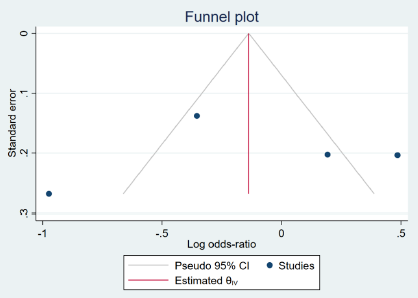 Funnel plot
Standard error
0
.1
.2
.3
-1
-.5
0
.5
Log odds-ratio
Pseudo 95% CI
Studies
Estimated θIV